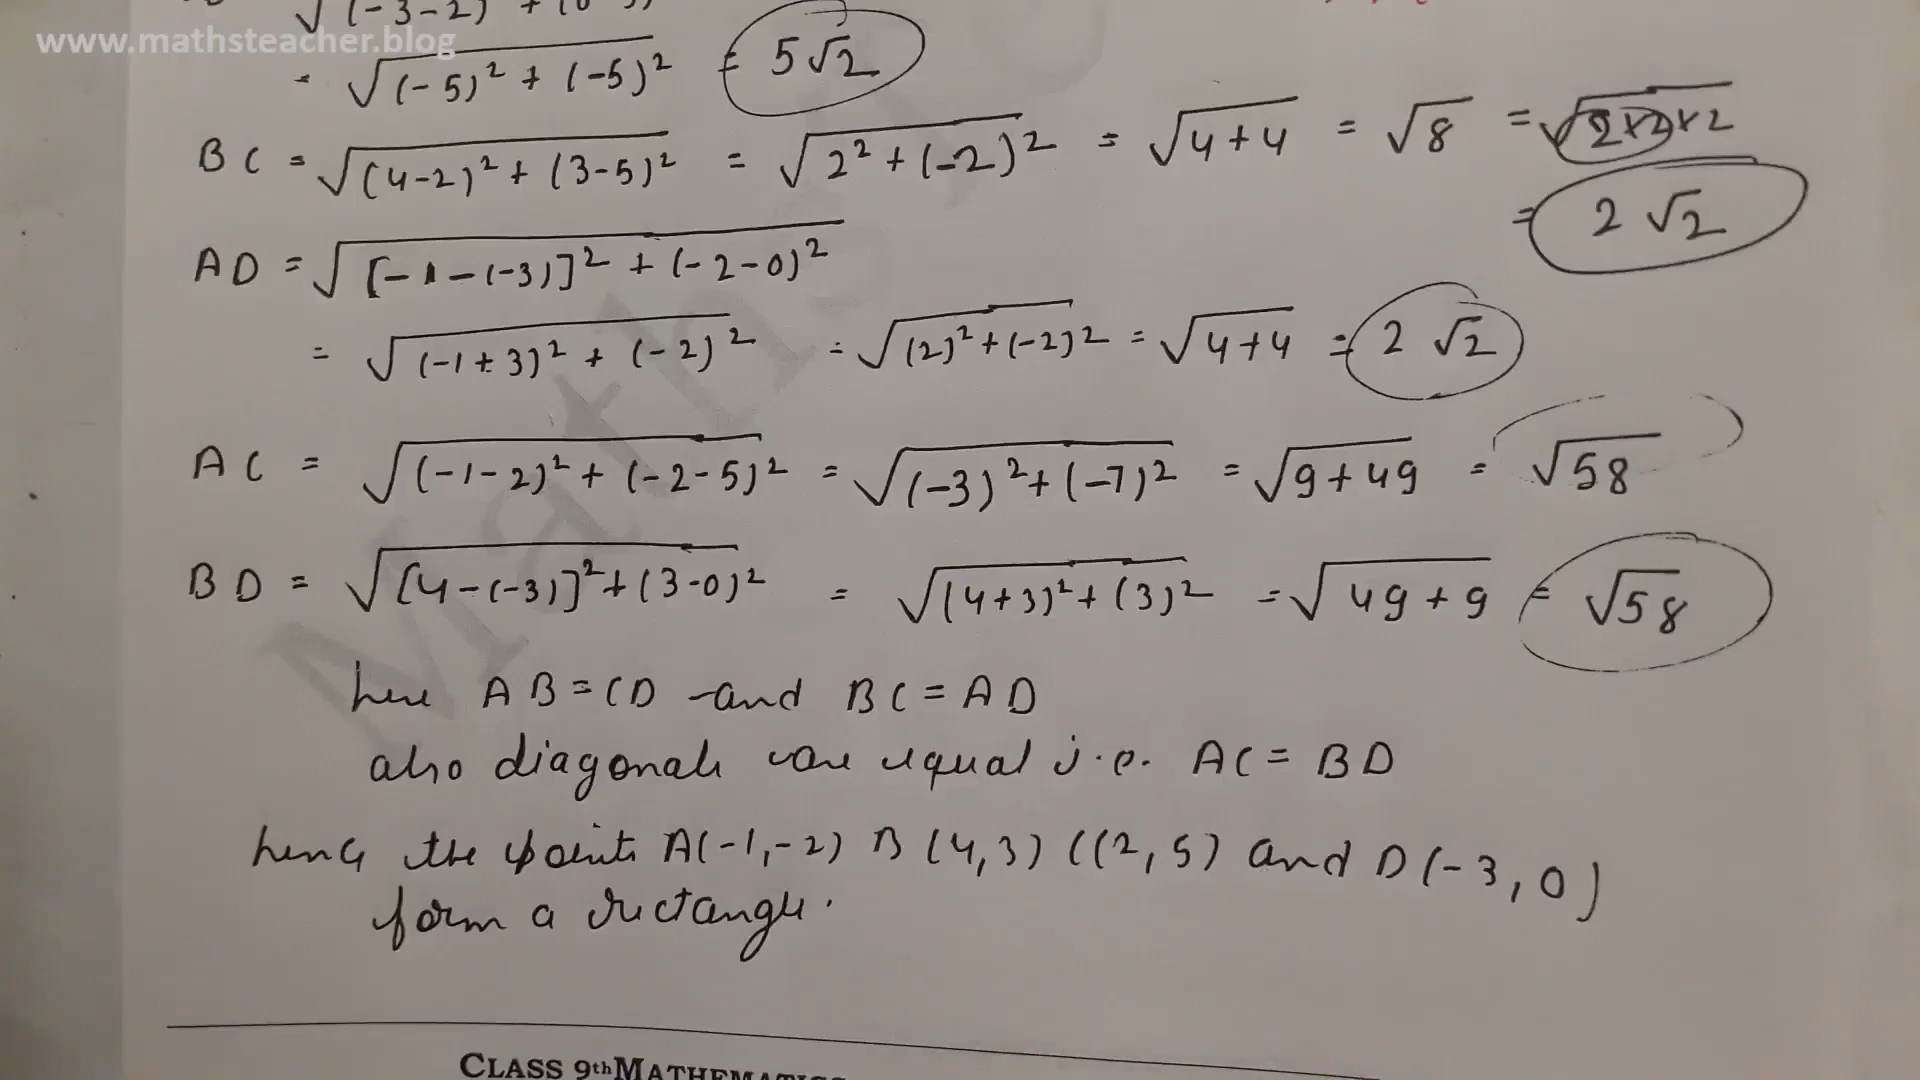 √(-3-2)
www.mathsteacher.blog
= √(-5)² + (-5)² = 5√2
BC = √(4-2)² + (3-5)² = √2² + (-2)² = √4+4 = √8 = √2×2×2
= 2√2
AD = √[-1-(-3)]² + (-2-0)²
= √(-1+3)² + (-2)² = √(2)² + (-2)² = √4+4 = 2√2
AC = √(-1-2)² + (-2-5)² = √(-3)² + (-7)² = √9+49 = √58
BD = √[4-(-3)]² + (3-0)² = √(4+3)² + (3)² = √49+9 = √58
here AB = CD and BC = AD
also diagonals are equal i.e. AC = BD
hence the points A(-1,-2) B(4,3) C(2,5) and D(-3,0)
form a rectangle.
CLASS 9th MATHEMATICS